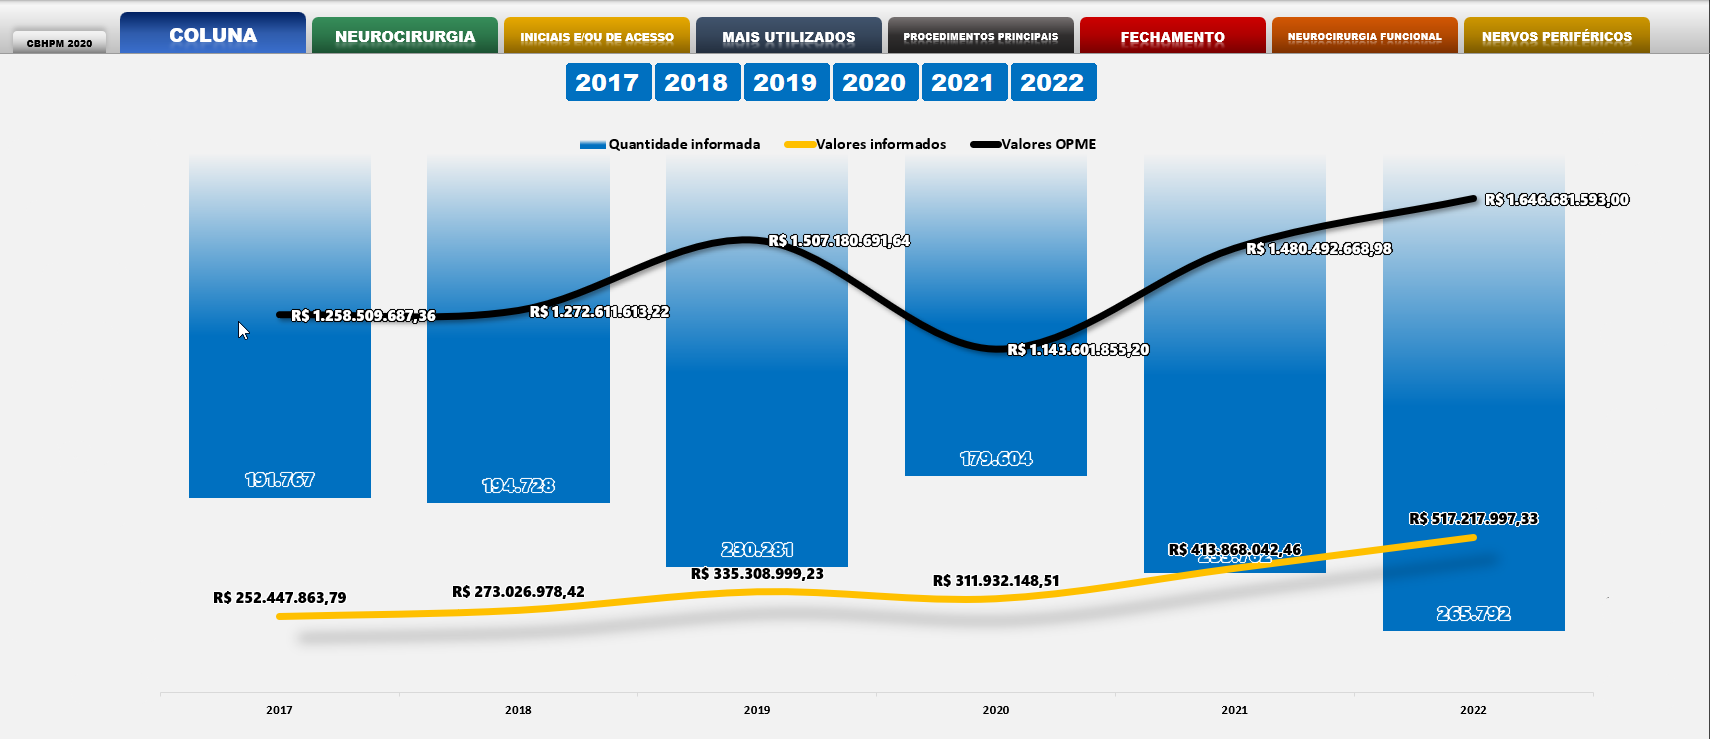 CBHPM 2020
COLUNA
NEUROCIRURGIA
INICIAIS E/OU DE ACESSO
MAIS UTILIZADOS
PROCEDIMENTOS PRINCIPAIS
FECHAMENTO
NEUROCIRURGIA FUNCIONAL
NERVOS PERIFÉRICOS
2017 2018 2019 2020 2021 2022
Quantidade informada Valores informados Valores OPME
R$ 1.646.681.593,00
R$ 1.507.180.691,64
R$ 1.480.492.668,98
R$ 1.258.509.687,36
R$ 1.272.611.613,22
R$ 1.143.601.855,20
191.767
194.728
230.281
179.604
265.792
R$ 252.447.863,79
R$ 273.026.978,42
R$ 335.308.999,23
R$ 311.932.148,51
R$ 413.868.042,46
R$ 517.217.997,33
2017 2018 2019 2020 2021 2022